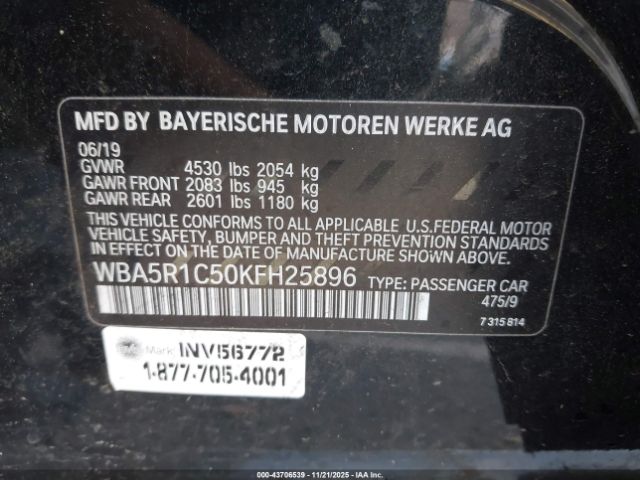 MFD BY BAYERISCHE MOTOREN WERKE AG
06/19
GVWR 4530 lbs 2054 kg
GAWR FRONT 2083 lbs 945 kg
GAWR REAR 2601 lbs 1180 kg
THIS VEHICLE CONFORMS TO ALL APPLICABLE U.S.FEDERAL MOTOR
VEHICLE SAFETY, BUMPER AND THEFT PREVENTION STANDARDS
IN EFFECT ON THE DATE OF MANUFACTURE SHOWN ABOVE.
WBA5R1C50KFH25896 TYPE: PASSENGER CAR
475/9
7 315 814
Mark INV56772
1-877-705-4001
000-43706539 - 11/21/2025 - IAAI.COM